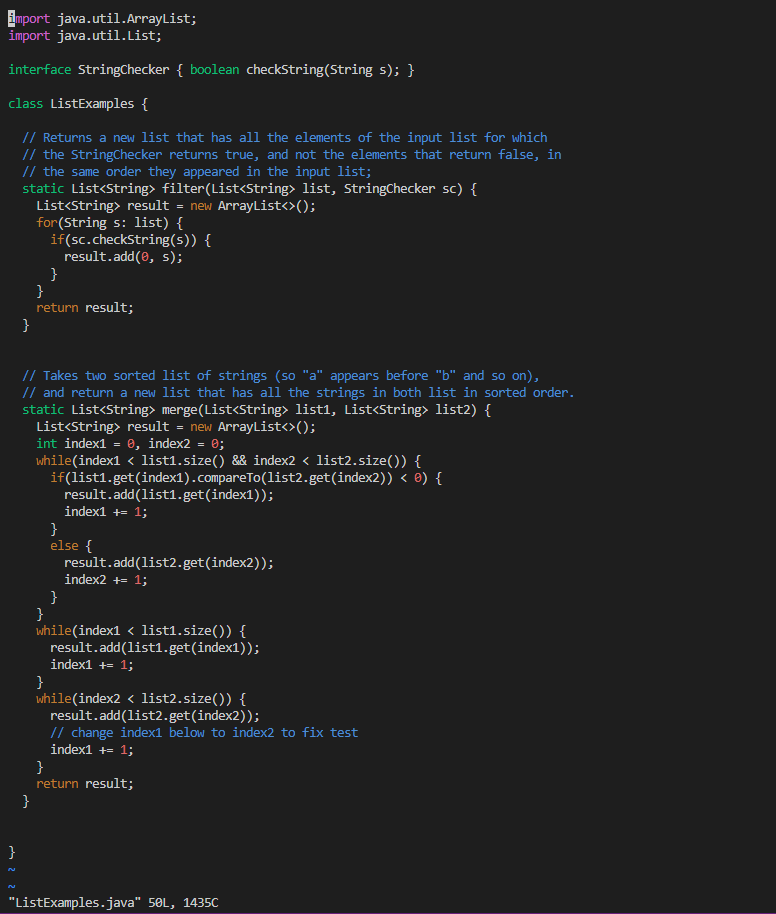 import java.util.ArrayList;
import java.util.List;

interface StringChecker { boolean checkString(String s); }

class ListExamples {

  // Returns a new list that has all the elements of the input list for which
  // the StringChecker returns true, and not the elements that return false, in
  // the same order they appeared in the input list;
  static List<String> filter(List<String> list, StringChecker sc) {
    List<String> result = new ArrayList<>();
    for(String s: list) {
      if(sc.checkString(s)) {
        result.add(0, s);
      }
    }
    return result;
  }


  // Takes two sorted list of strings (so "a" appears before "b" and so on),
  // and return a new list that has all the strings in both list in sorted order.
  static List<String> merge(List<String> list1, List<String> list2) {
    List<String> result = new ArrayList<>();
    int index1 = 0, index2 = 0;
    while(index1 < list1.size() && index2 < list2.size()) {
      if(list1.get(index1).compareTo(list2.get(index2)) < 0) {
        result.add(list1.get(index1));
        index1 += 1;
      }
      else {
        result.add(list2.get(index2));
        index2 += 1;
      }
    }
    while(index1 < list1.size()) {
      result.add(list1.get(index1));
      index1 += 1;
    }
    while(index2 < list2.size()) {
      result.add(list2.get(index2));
      // change index1 below to index2 to fix test
      index1 += 1;
    }
    return result;
  }


}
~
~
"ListExamples.java" 50L, 1435C